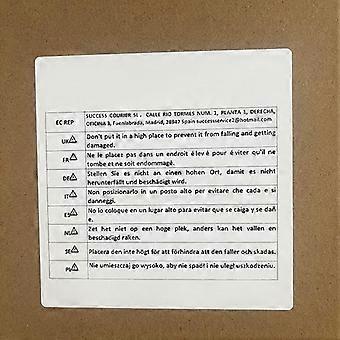 EC REP
SUCCESS COURIER SL, CALLE RIO TORMES NUM. 1, PLANTA 1, DERECHA,
OFICINA 3, Fuenlabrada, Madrid, 28947 Spain successservice2@hotmail.com
UK Don't put it in a high place to prevent it from falling and getting
damaged.
FR Ne le placez pas dans un endroit élevé pour éviter qu'il ne
tombe et ne soit endommagé.
DE Stellen Sie es nicht an einen hohen Ort, damit es nicht
herunterfällt und beschädigt wird.
IT Non posizionarlo in un posto alto per evitare che cada e si
danneggi.
ES No lo coloque en un lugar alto para evitar que se caiga y se dañ
e.
NL Zet het niet op een hoge plek, anders kan het vallen en
beschadigd raken.
SE Placera den inte högt för att förhindra att den faller och skadas.
PL Nie umieszczaj go wysoko, aby nie spadł i nie uległ uszkodzeniu.